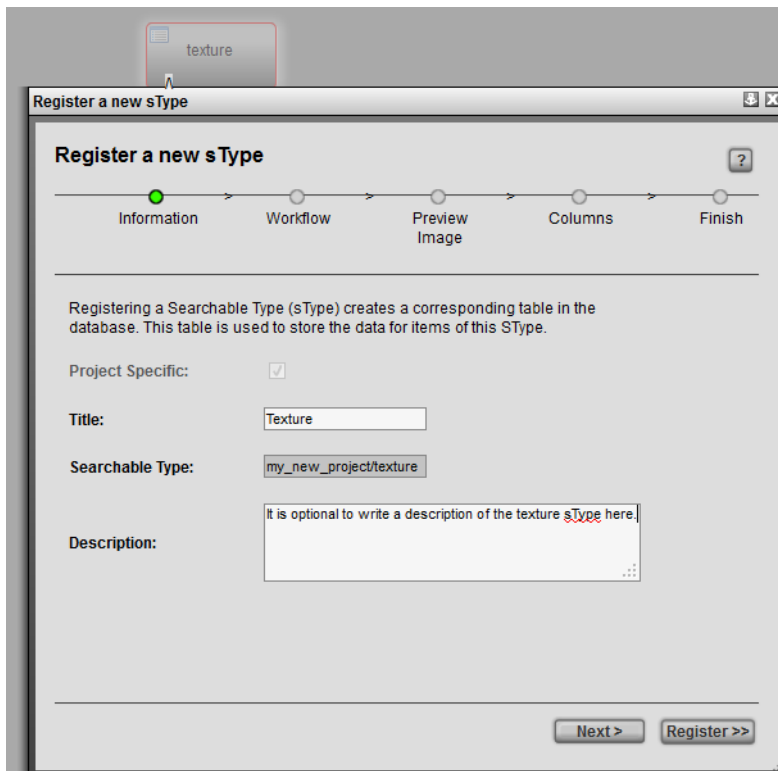 texture
Register a new sType
Register a new sType
?
> > > >
Information Workflow Preview Columns Finish
Image
Registering a Searchable Type (sType) creates a corresponding table in the
database. This table is used to store the data for items of this SType.
Project Specific:
Title: Texture
Searchable Type: my_new_project/texture
It is optional to write a description of the texture sType here.
Description:
Next > Register >>